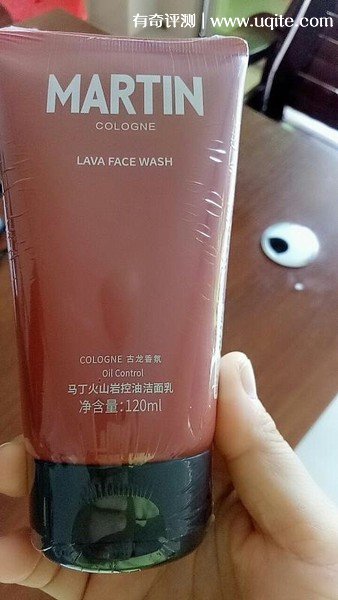 有奇评测 | www.uqite.com
MARTIN
COLOGNE
LAVA FACE WASH
COLOGNE 古龙香氛
Oil Control
马丁火山岩控油洁面乳
净含量:120ml